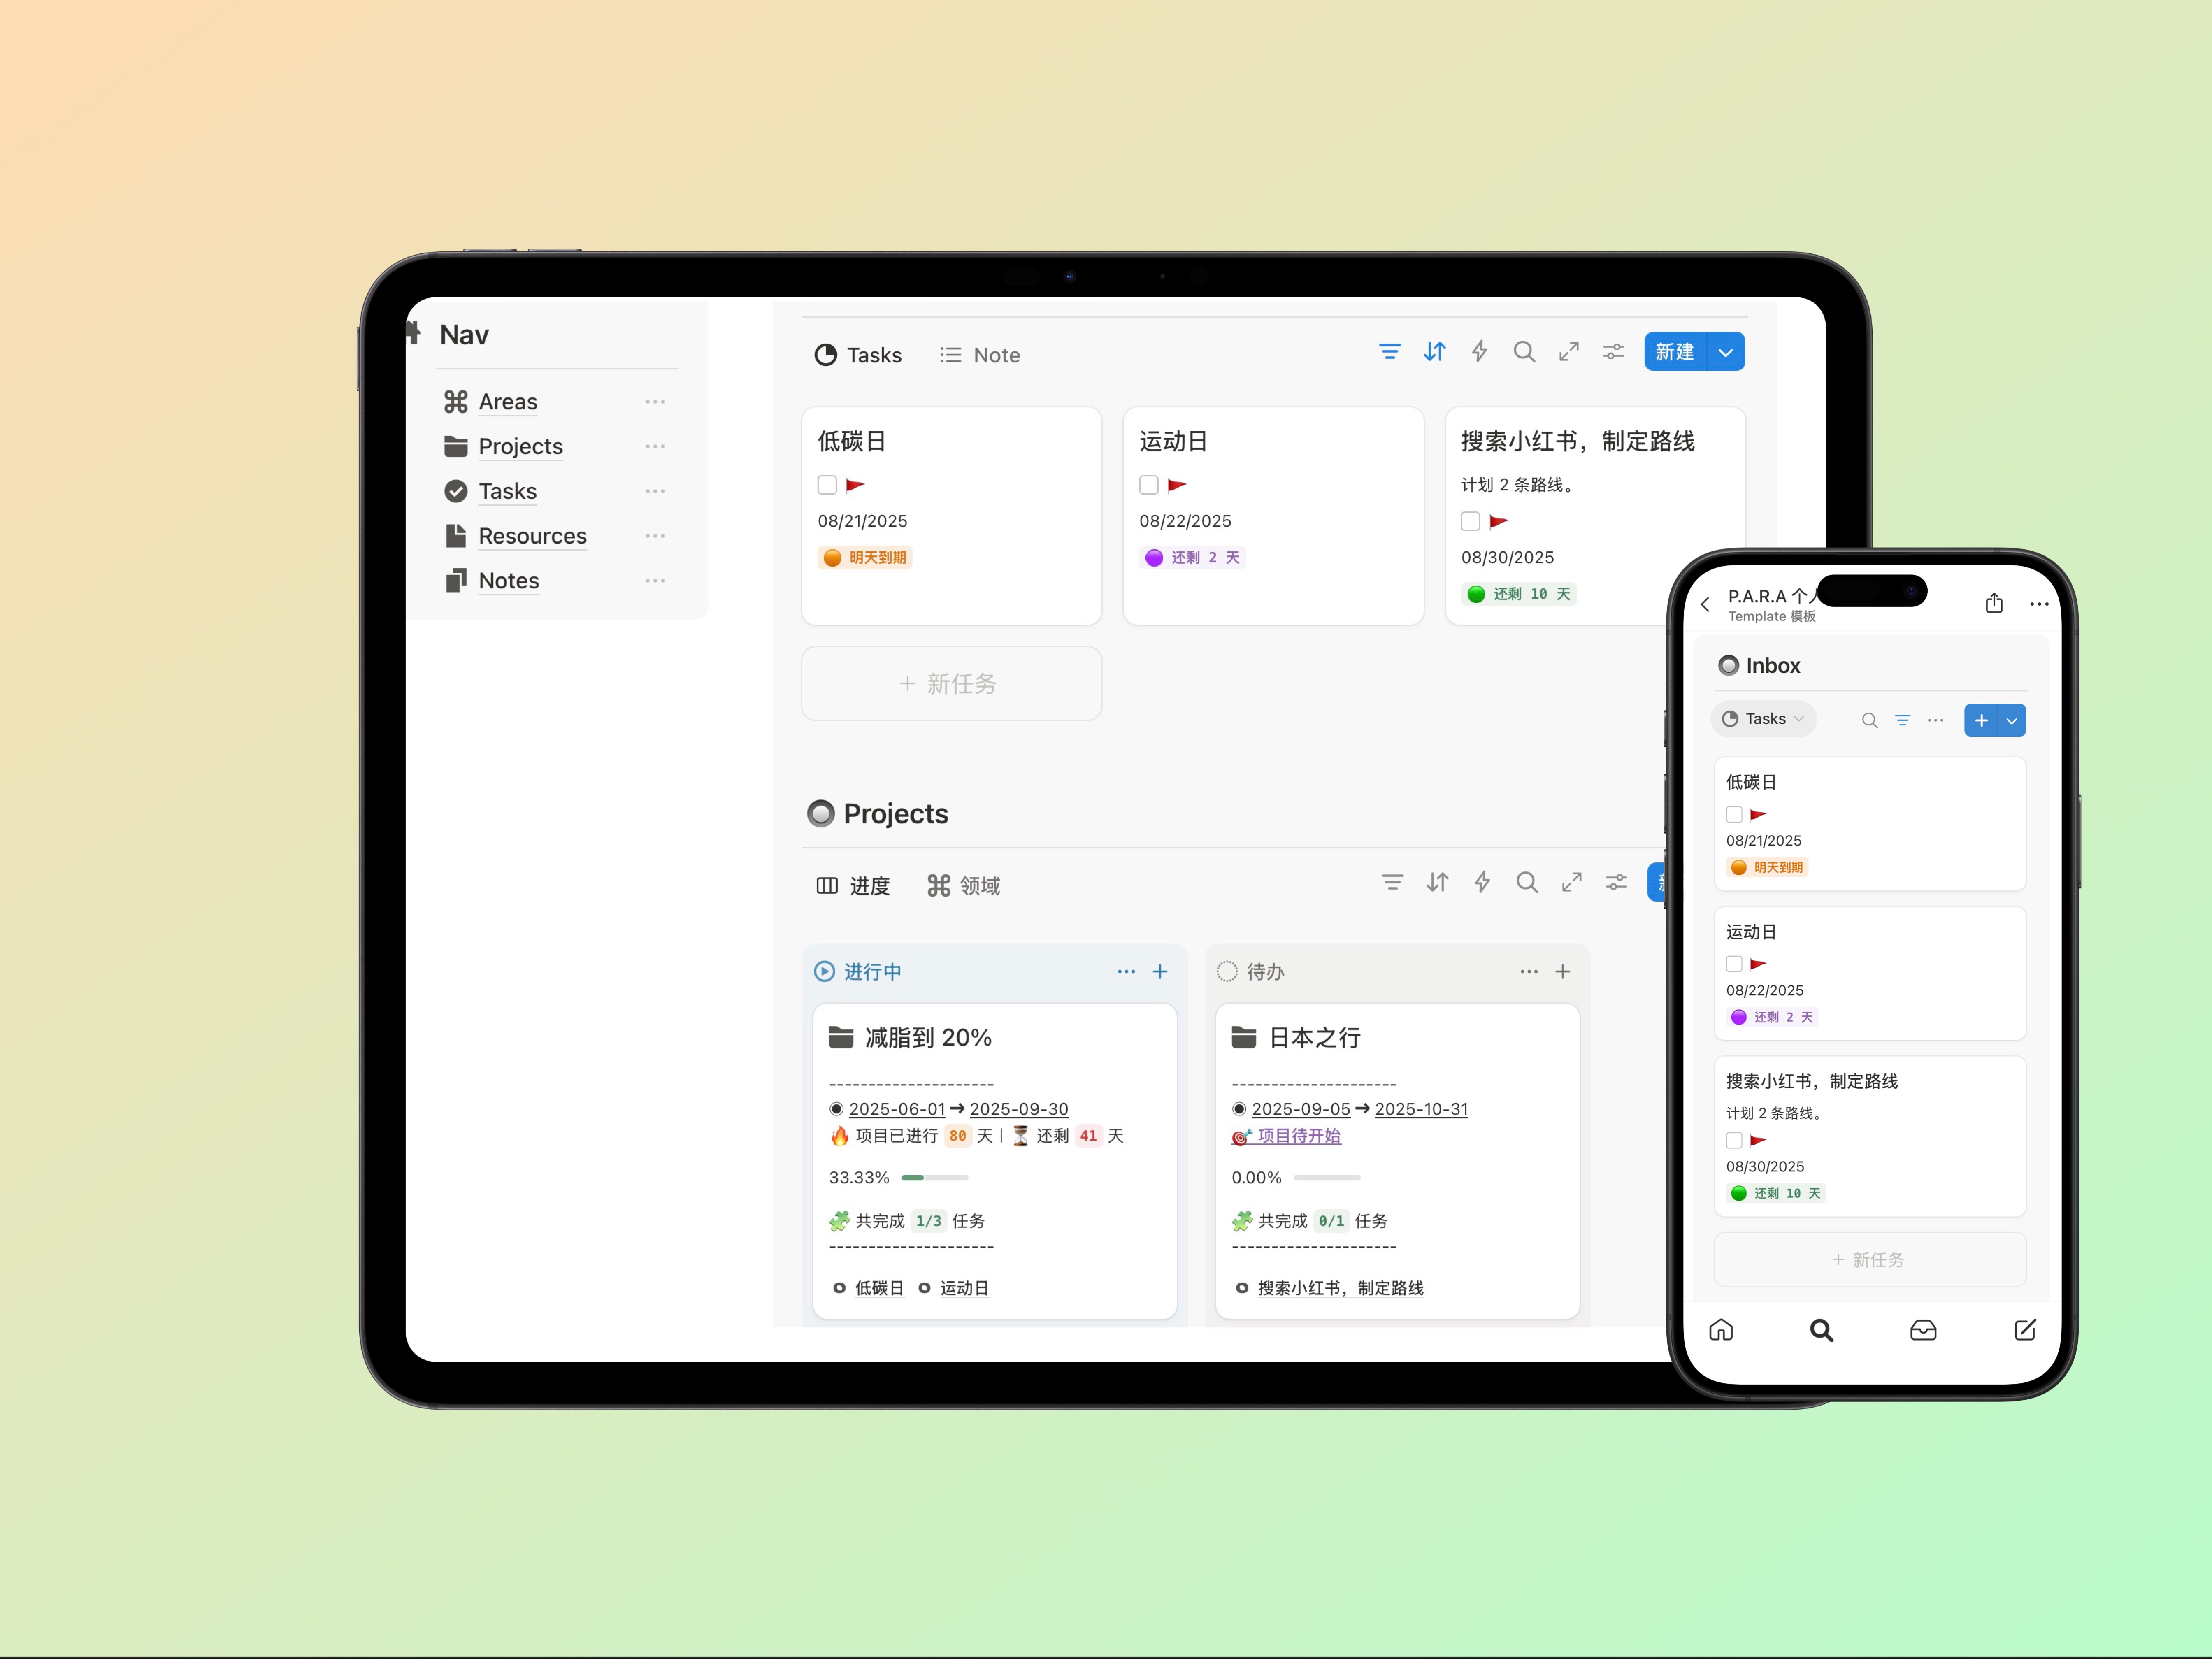 Nav
Areas
Projects
Tasks
Resources
Notes
Tasks
Note
新建
低碳日
08/21/2025
明天到期
运动日
08/22/2025
还剩 2 天
搜索小红书，制定路线
计划 2 条路线。
08/30/2025
还剩 10 天
+ 新任务
Projects
进度
领域
进行中
减脂到 20%
---------------------
2025-06-01 → 2025-09-30
项目已进行 80 天 | 还剩 41 天
33.33%
共完成 1/3 任务
---------------------
低碳日 运动日
待办
日本之行
---------------------
2025-09-05 → 2025-10-31
项目待开始
0.00%
共完成 0/1 任务
---------------------
搜索小红书，制定路线
P.A.R.A 个
Template 模板
Inbox
Tasks
低碳日
08/21/2025
明天到期
运动日
08/22/2025
还剩 2 天
搜索小红书，制定路线
计划 2 条路线。
08/30/2025
还剩 10 天
+ 新任务